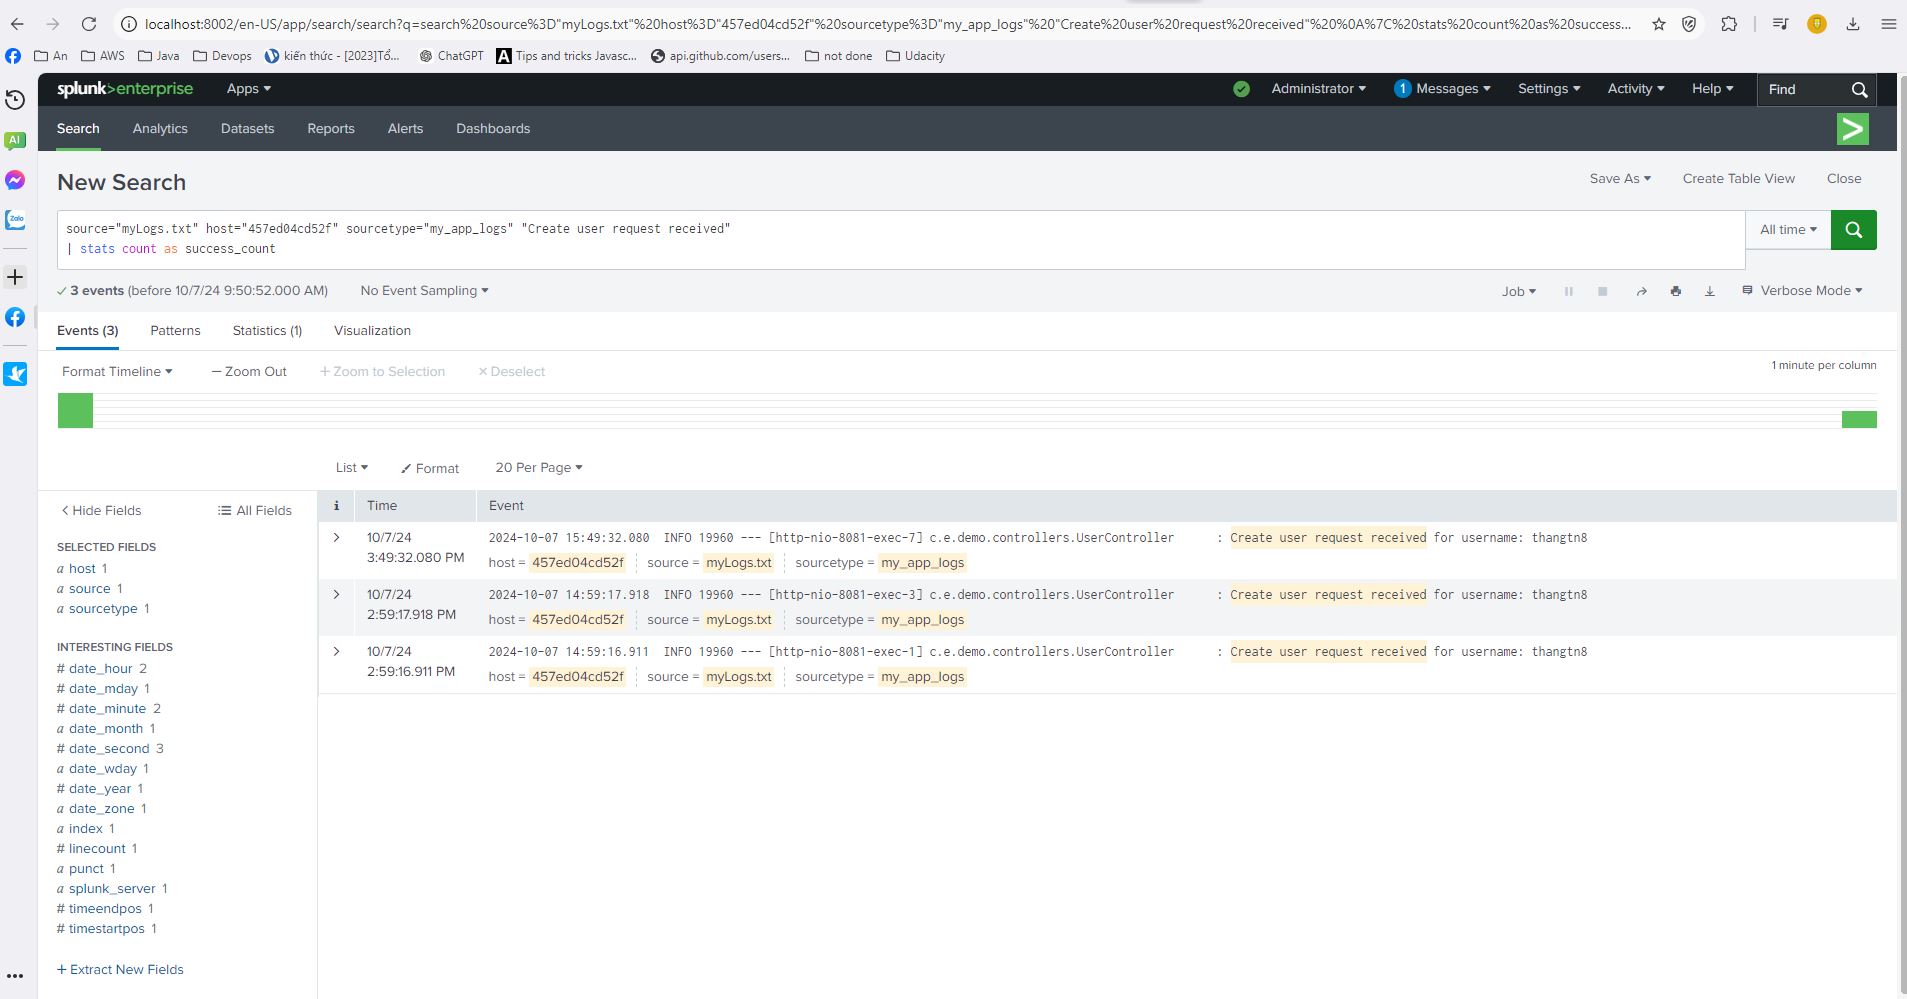 localhost:8002/en-US/app/search/search?q=search%20source%3D"myLogs.txt"%20host%3D"457ed04cd52f"%20sourcetype%3D"my_app_logs"%20"Create%20user%20request%20received"%20%0A%7C%20stats%20count%20as%20success...
An AWS Java Devops kiến thức - [2023]Tổ... ChatGPT A Tips and tricks Javasc... api.github.com/users... not done Udacity
splunk>enterprise Apps Administrator 1 Messages Settings Activity Help Find
AI
Search Analytics Datasets Reports Alerts Dashboards
Zalo
New Search Save As Create Table View Close
source="myLogs.txt" host="457ed04cd52f" sourcetype="my_app_logs" "Create user request received"
| stats count as success_count
All time
3 events (before 10/7/24 9:50:52.000 AM) No Event Sampling Job Verbose Mode
Events (3) Patterns Statistics (1) Visualization
Format Timeline — Zoom Out + Zoom to Selection × Deselect 1 minute per column
List Format 20 Per Page
< Hide Fields All Fields
SELECTED FIELDS
a host 1
a source 1
a sourcetype 1
INTERESTING FIELDS
# date_hour 2
# date_mday 1
# date_minute 2
a date_month 1
# date_second 3
a date_wday 1
# date_year 1
a date_zone 1
a index 1
# linecount 1
a punct 1
a splunk_server 1
# timeendpos 1
# timestartpos 1
+ Extract New Fields
i Time Event
10/7/24
3:49:32.080 PM
2024-10-07 15:49:32.080 INFO 19960 --- [http-nio-8081-exec-7] c.e.demo.controllers.UserController : Create user request received for username: thangtn8
host = 457ed04cd52f source = myLogs.txt sourcetype = my_app_logs
10/7/24
2:59:17.918 PM
2024-10-07 14:59:17.918 INFO 19960 --- [http-nio-8081-exec-3] c.e.demo.controllers.UserController : Create user request received for username: thangtn8
host = 457ed04cd52f source = myLogs.txt sourcetype = my_app_logs
10/7/24
2:59:16.911 PM
2024-10-07 14:59:16.911 INFO 19960 --- [http-nio-8081-exec-1] c.e.demo.controllers.UserController : Create user request received for username: thangtn8
host = 457ed04cd52f source = myLogs.txt sourcetype = my_app_logs